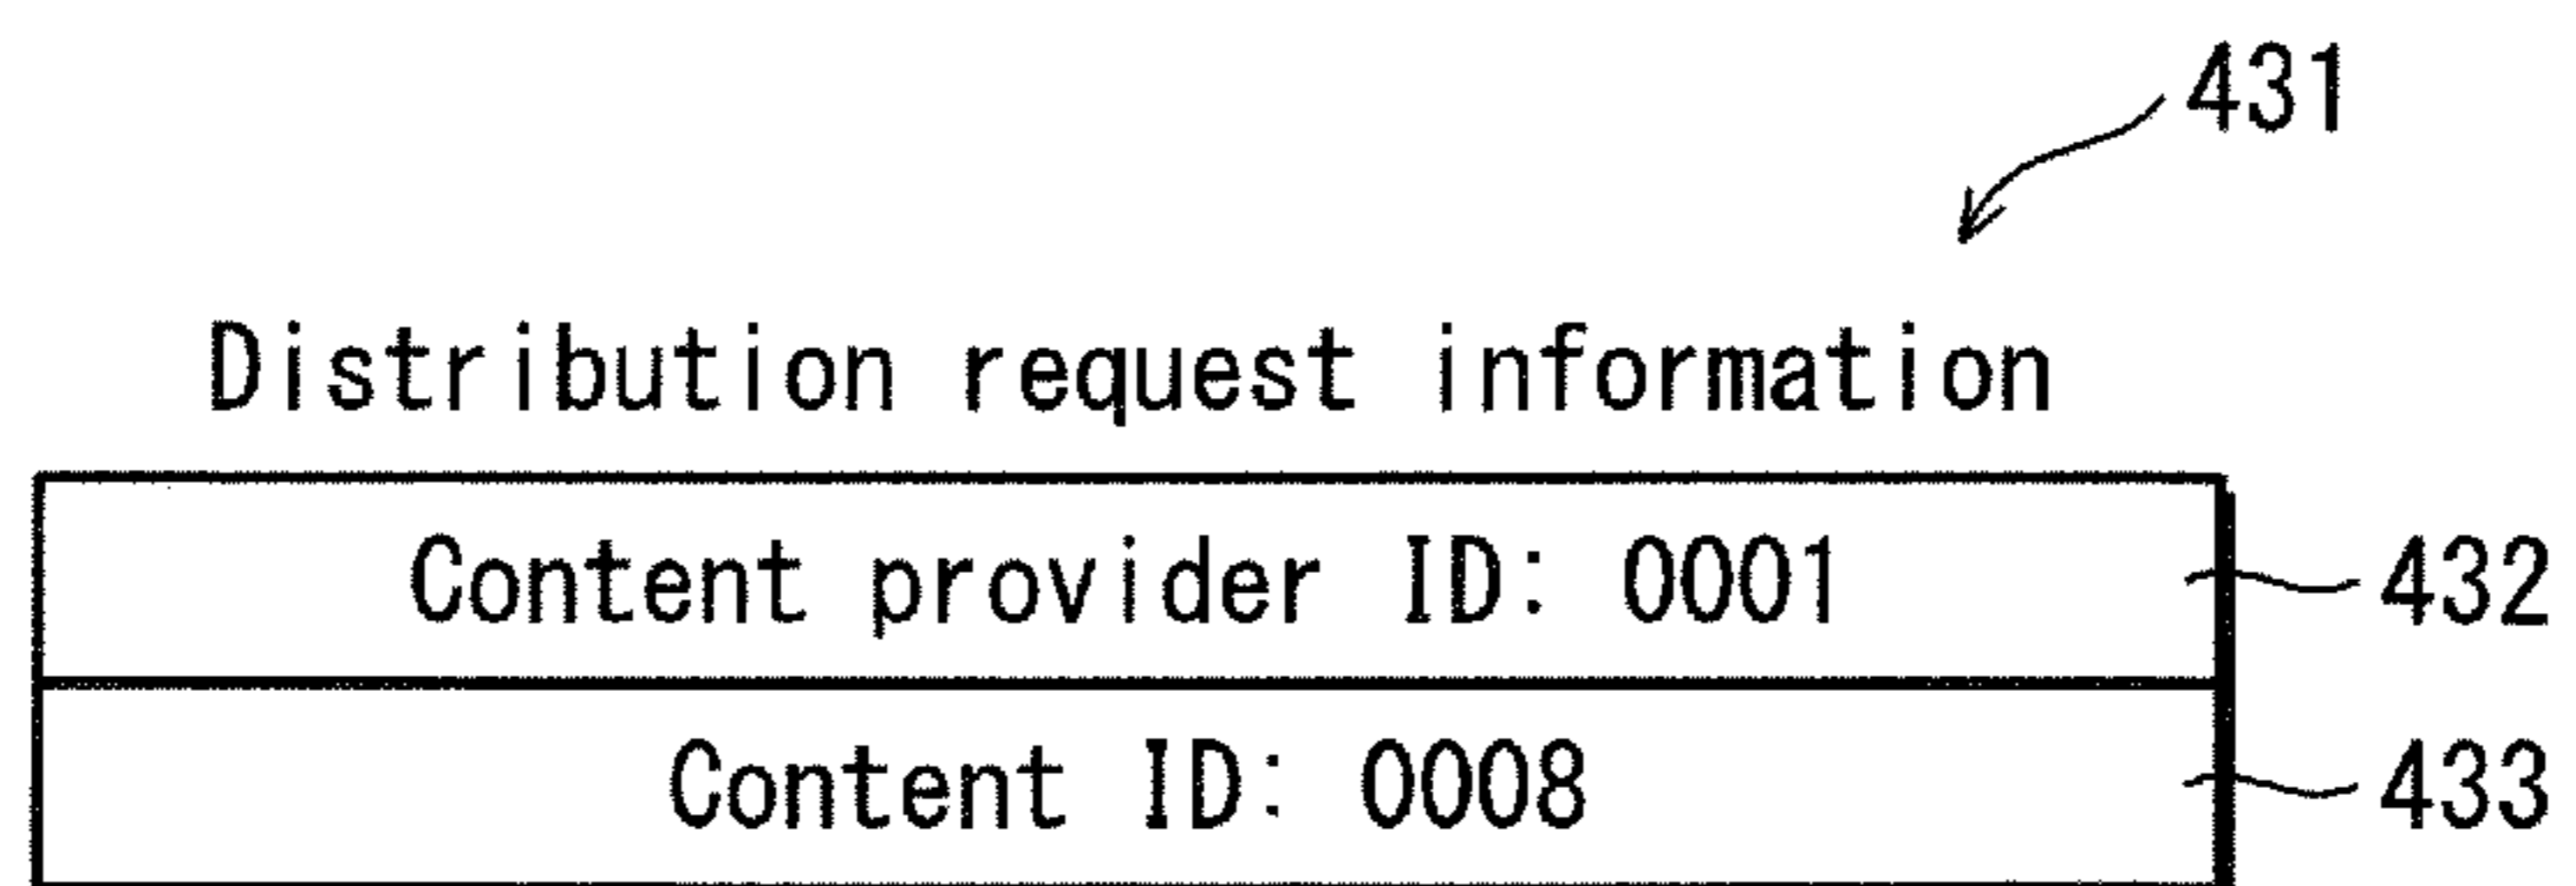 431
Distribution request information
Content provider ID: 0001 432
Content ID: 0008 433